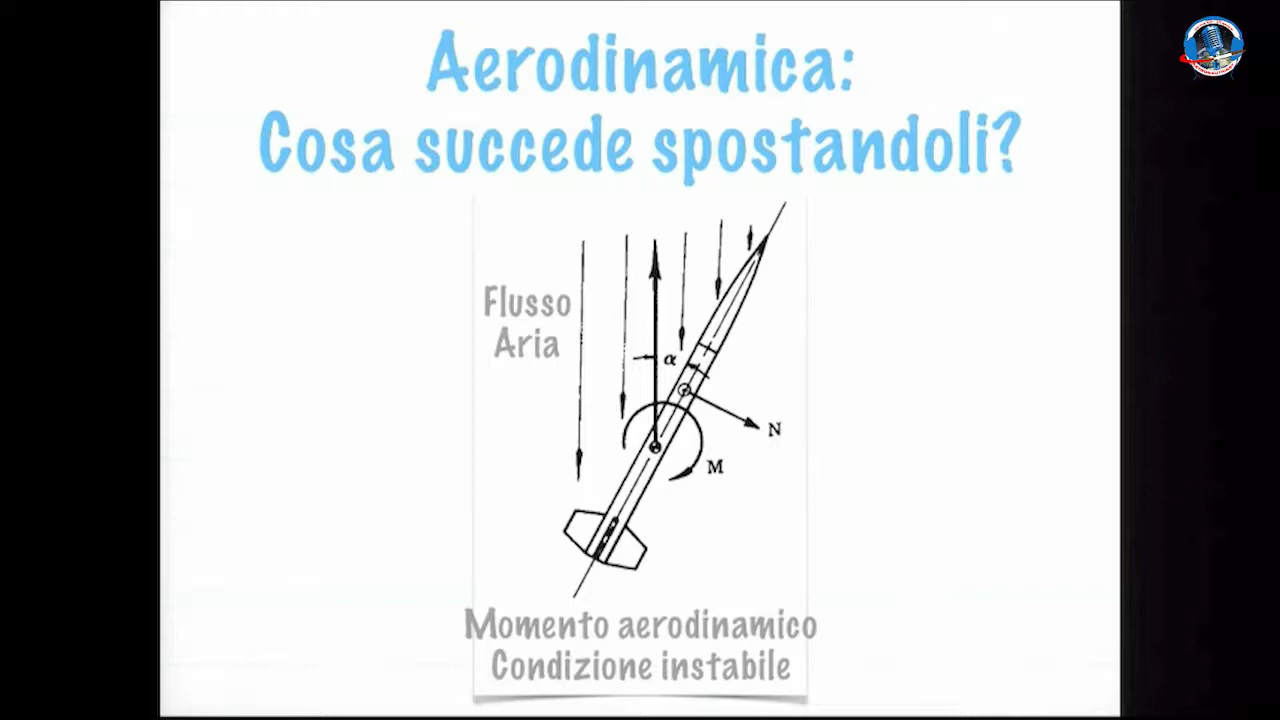 Aerodinamica:
Cosa succede spostandoli?
Flusso
Aria
α
N
M
Momento aerodinamico
Condizione instabile